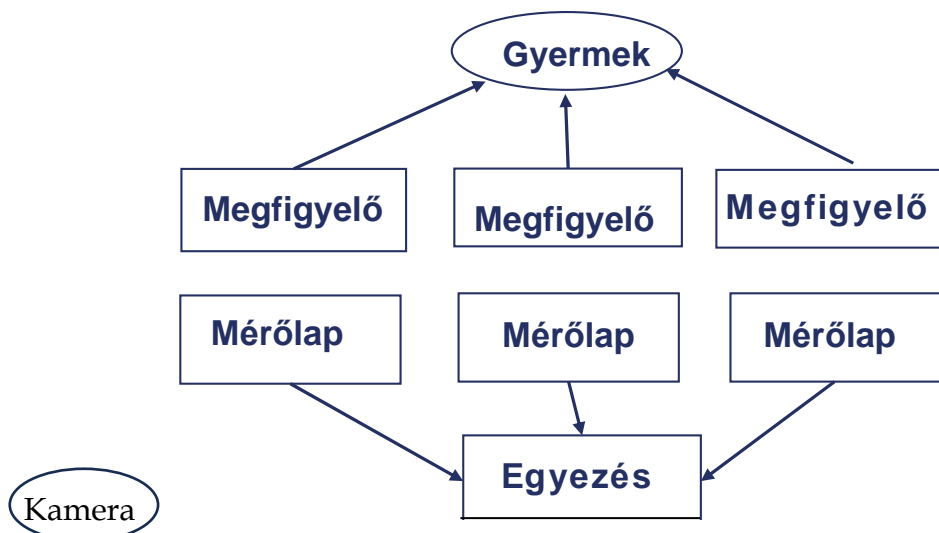 Gyermek
Megfigyelő
Megfigyelő
Megfigyelő
Mérőlap
Mérőlap
Mérőlap
Egyezés
Kamera